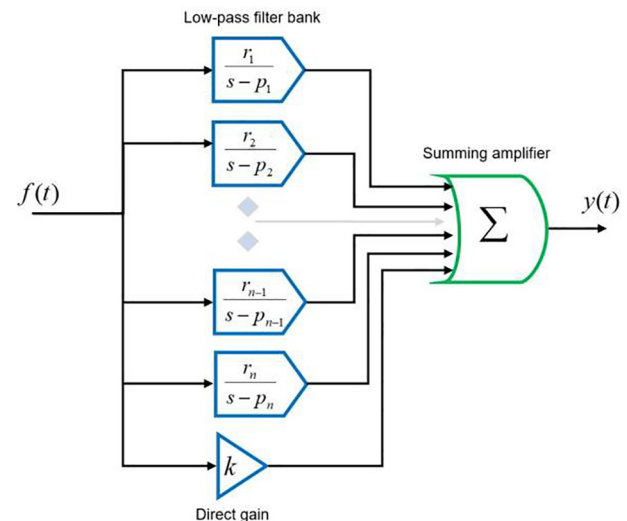 Low-pass filter bank
r₁
s − p₁
r₂
s − p₂
Summing amplifier
f(t)
Σ
y(t)
rₙ₋₁
s − pₙ₋₁
rₙ
s − pₙ
k
Direct gain